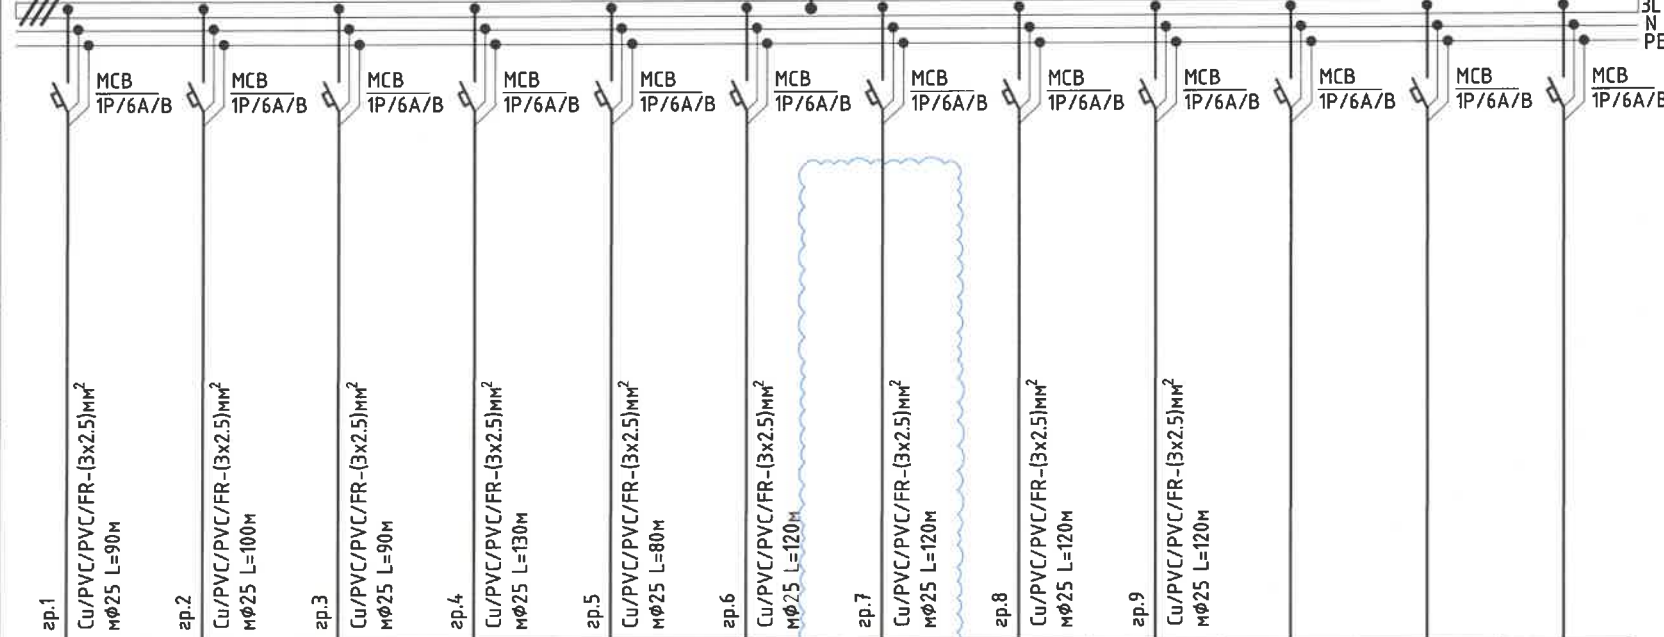 3L
N
PE
MCB
1P/6A/B
MCB
1P/6A/B
MCB
1P/6A/B
MCB
1P/6A/B
MCB
1P/6A/B
MCB
1P/6A/B
MCB
1P/6A/B
MCB
1P/6A/B
MCB
1P/6A/B
MCB
1P/6A/B
MCB
1P/6A/B
MCB
1P/6A/B
гр.1
Cu/PVC/PVC/FR-(3x2.5)мм²
мф25 L=90м
гр.2
Cu/PVC/PVC/FR-(3x2.5)мм²
мф25 L=100м
гр.3
Cu/PVC/PVC/FR-(3x2.5)мм²
мф25 L=90м
гр.4
Cu/PVC/PVC/FR-(3x2.5)мм²
мф25 L=130м
гр.5
Cu/PVC/PVC/FR-(3x2.5)мм²
мф25 L=80м
гр.6
Cu/PVC/PVC/FR-(3x2.5)мм²
мф25 L=120м
гр.7
Cu/PVC/PVC/FR-(3x2.5)мм²
мф25 L=120м
гр.8
Cu/PVC/PVC/FR-(3x2.5)мм²
мф25 L=120м
гр.9
Cu/PVC/PVC/FR-(3x2.5)мм²
мф25 L=120м